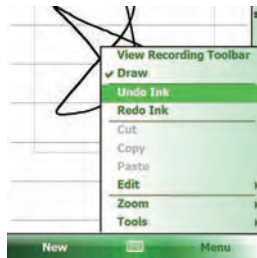 View Recording Toolbar
Draw
Undo Ink
Redo Ink
Cut
Copy
Paste
Edit
Zoom
Tools
New Menu